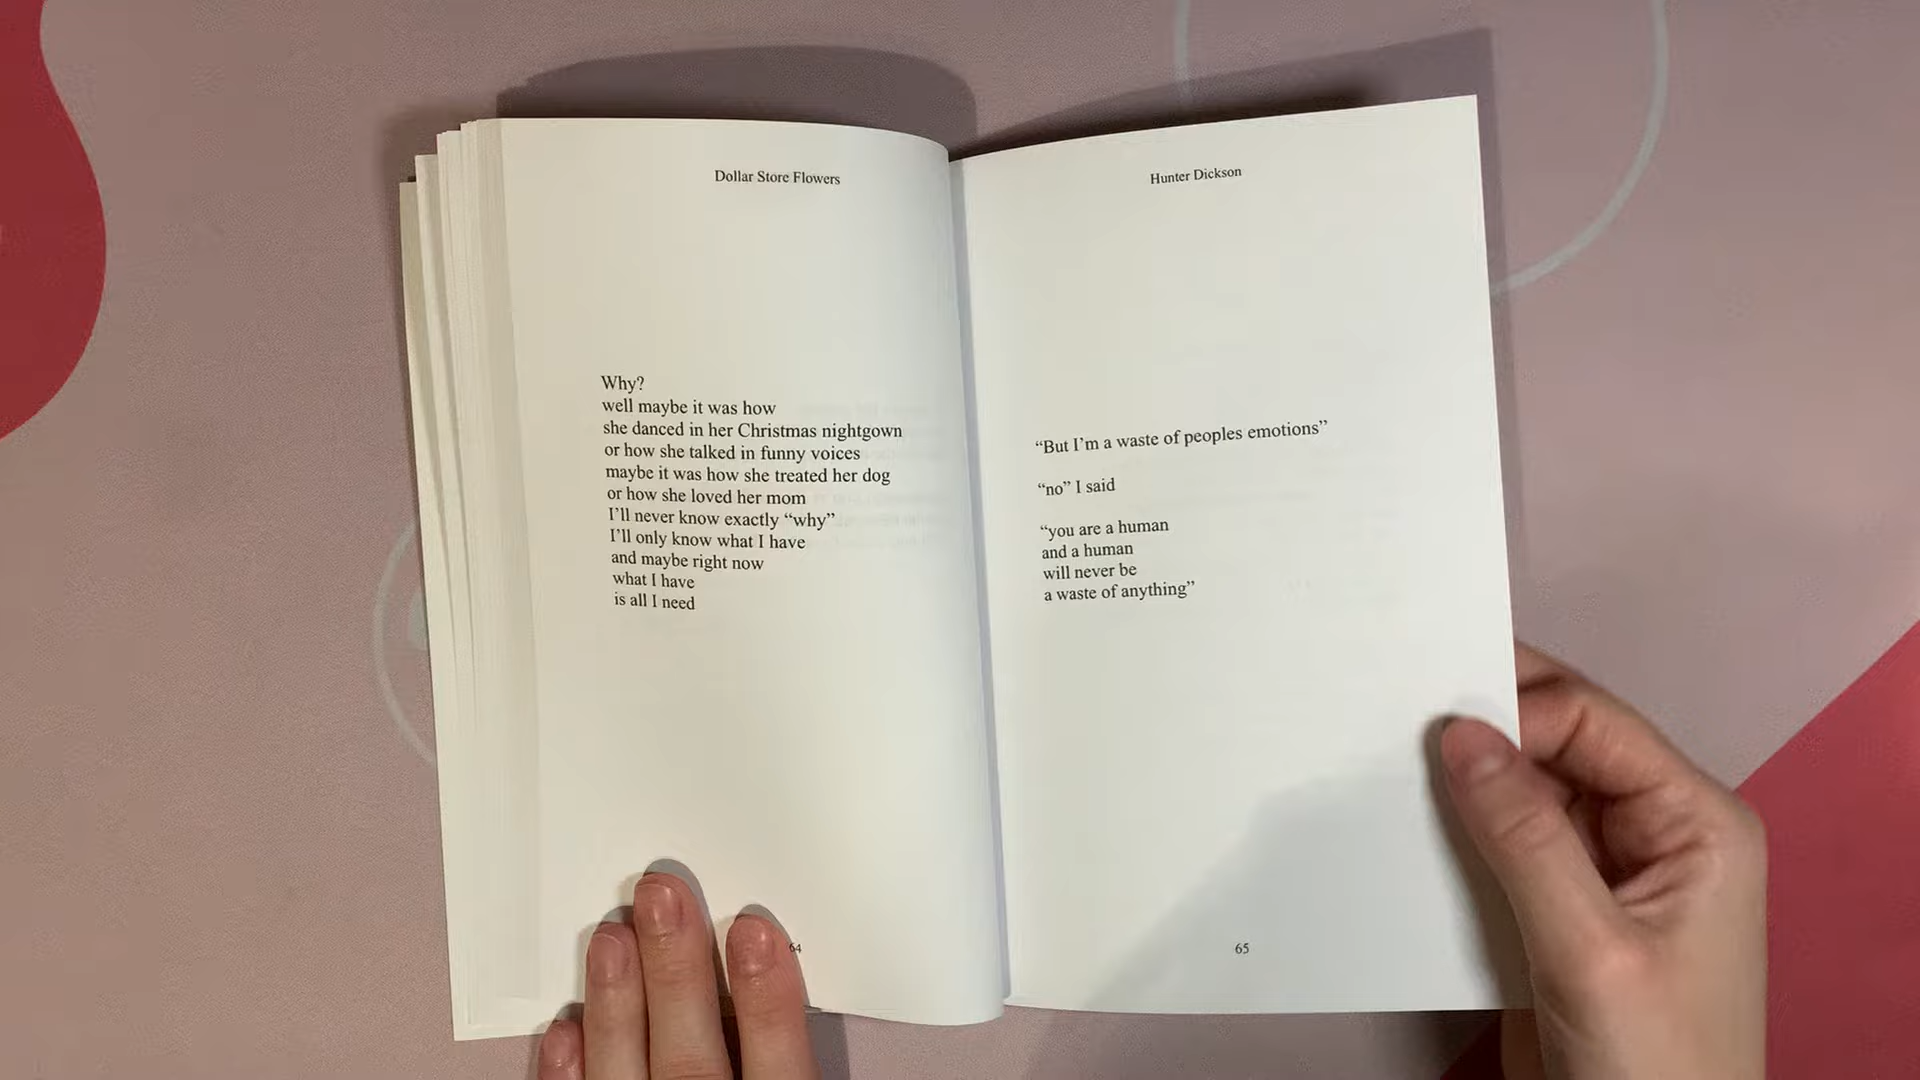 Dollar Store Flowers
Why?
well maybe it was how
she danced in her Christmas nightgown
or how she talked in funny voices
maybe it was how she treated her dog
or how she loved her mom
I’ll never know exactly “why”
I’ll only know what I have
and maybe right now
what I have
is all I need
64
Hunter Dickson
“But I’m a waste of peoples emotions”
“no” I said
“you are a human
and a human
will never be
a waste of anything”
65